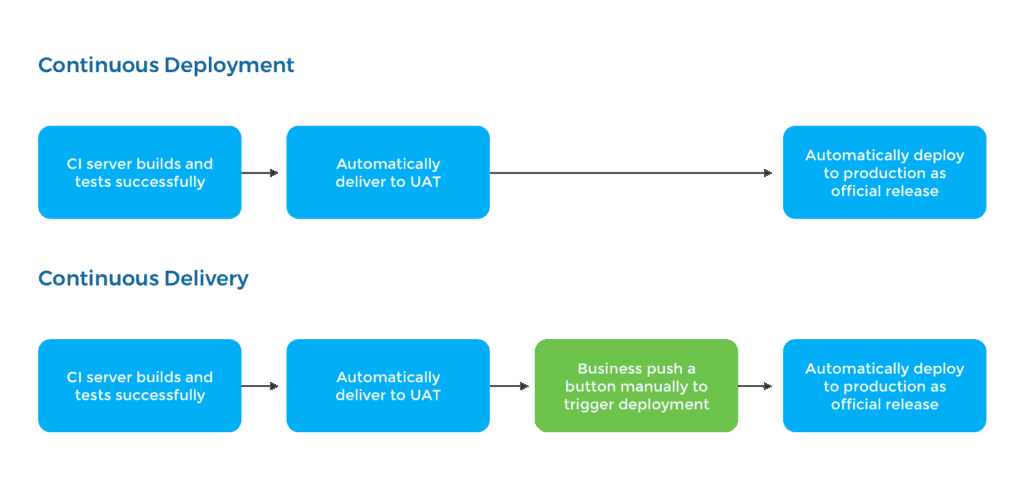 Continuous Deployment
CI server builds and
tests successfully
Automatically
deliver to UAT
Automatically deploy
to production as
official release
Continuous Delivery
CI server builds and
tests successfully
Automatically
deliver to UAT
Business push a
button manually to
trigger deployment
Automatically deploy
to production as
official release